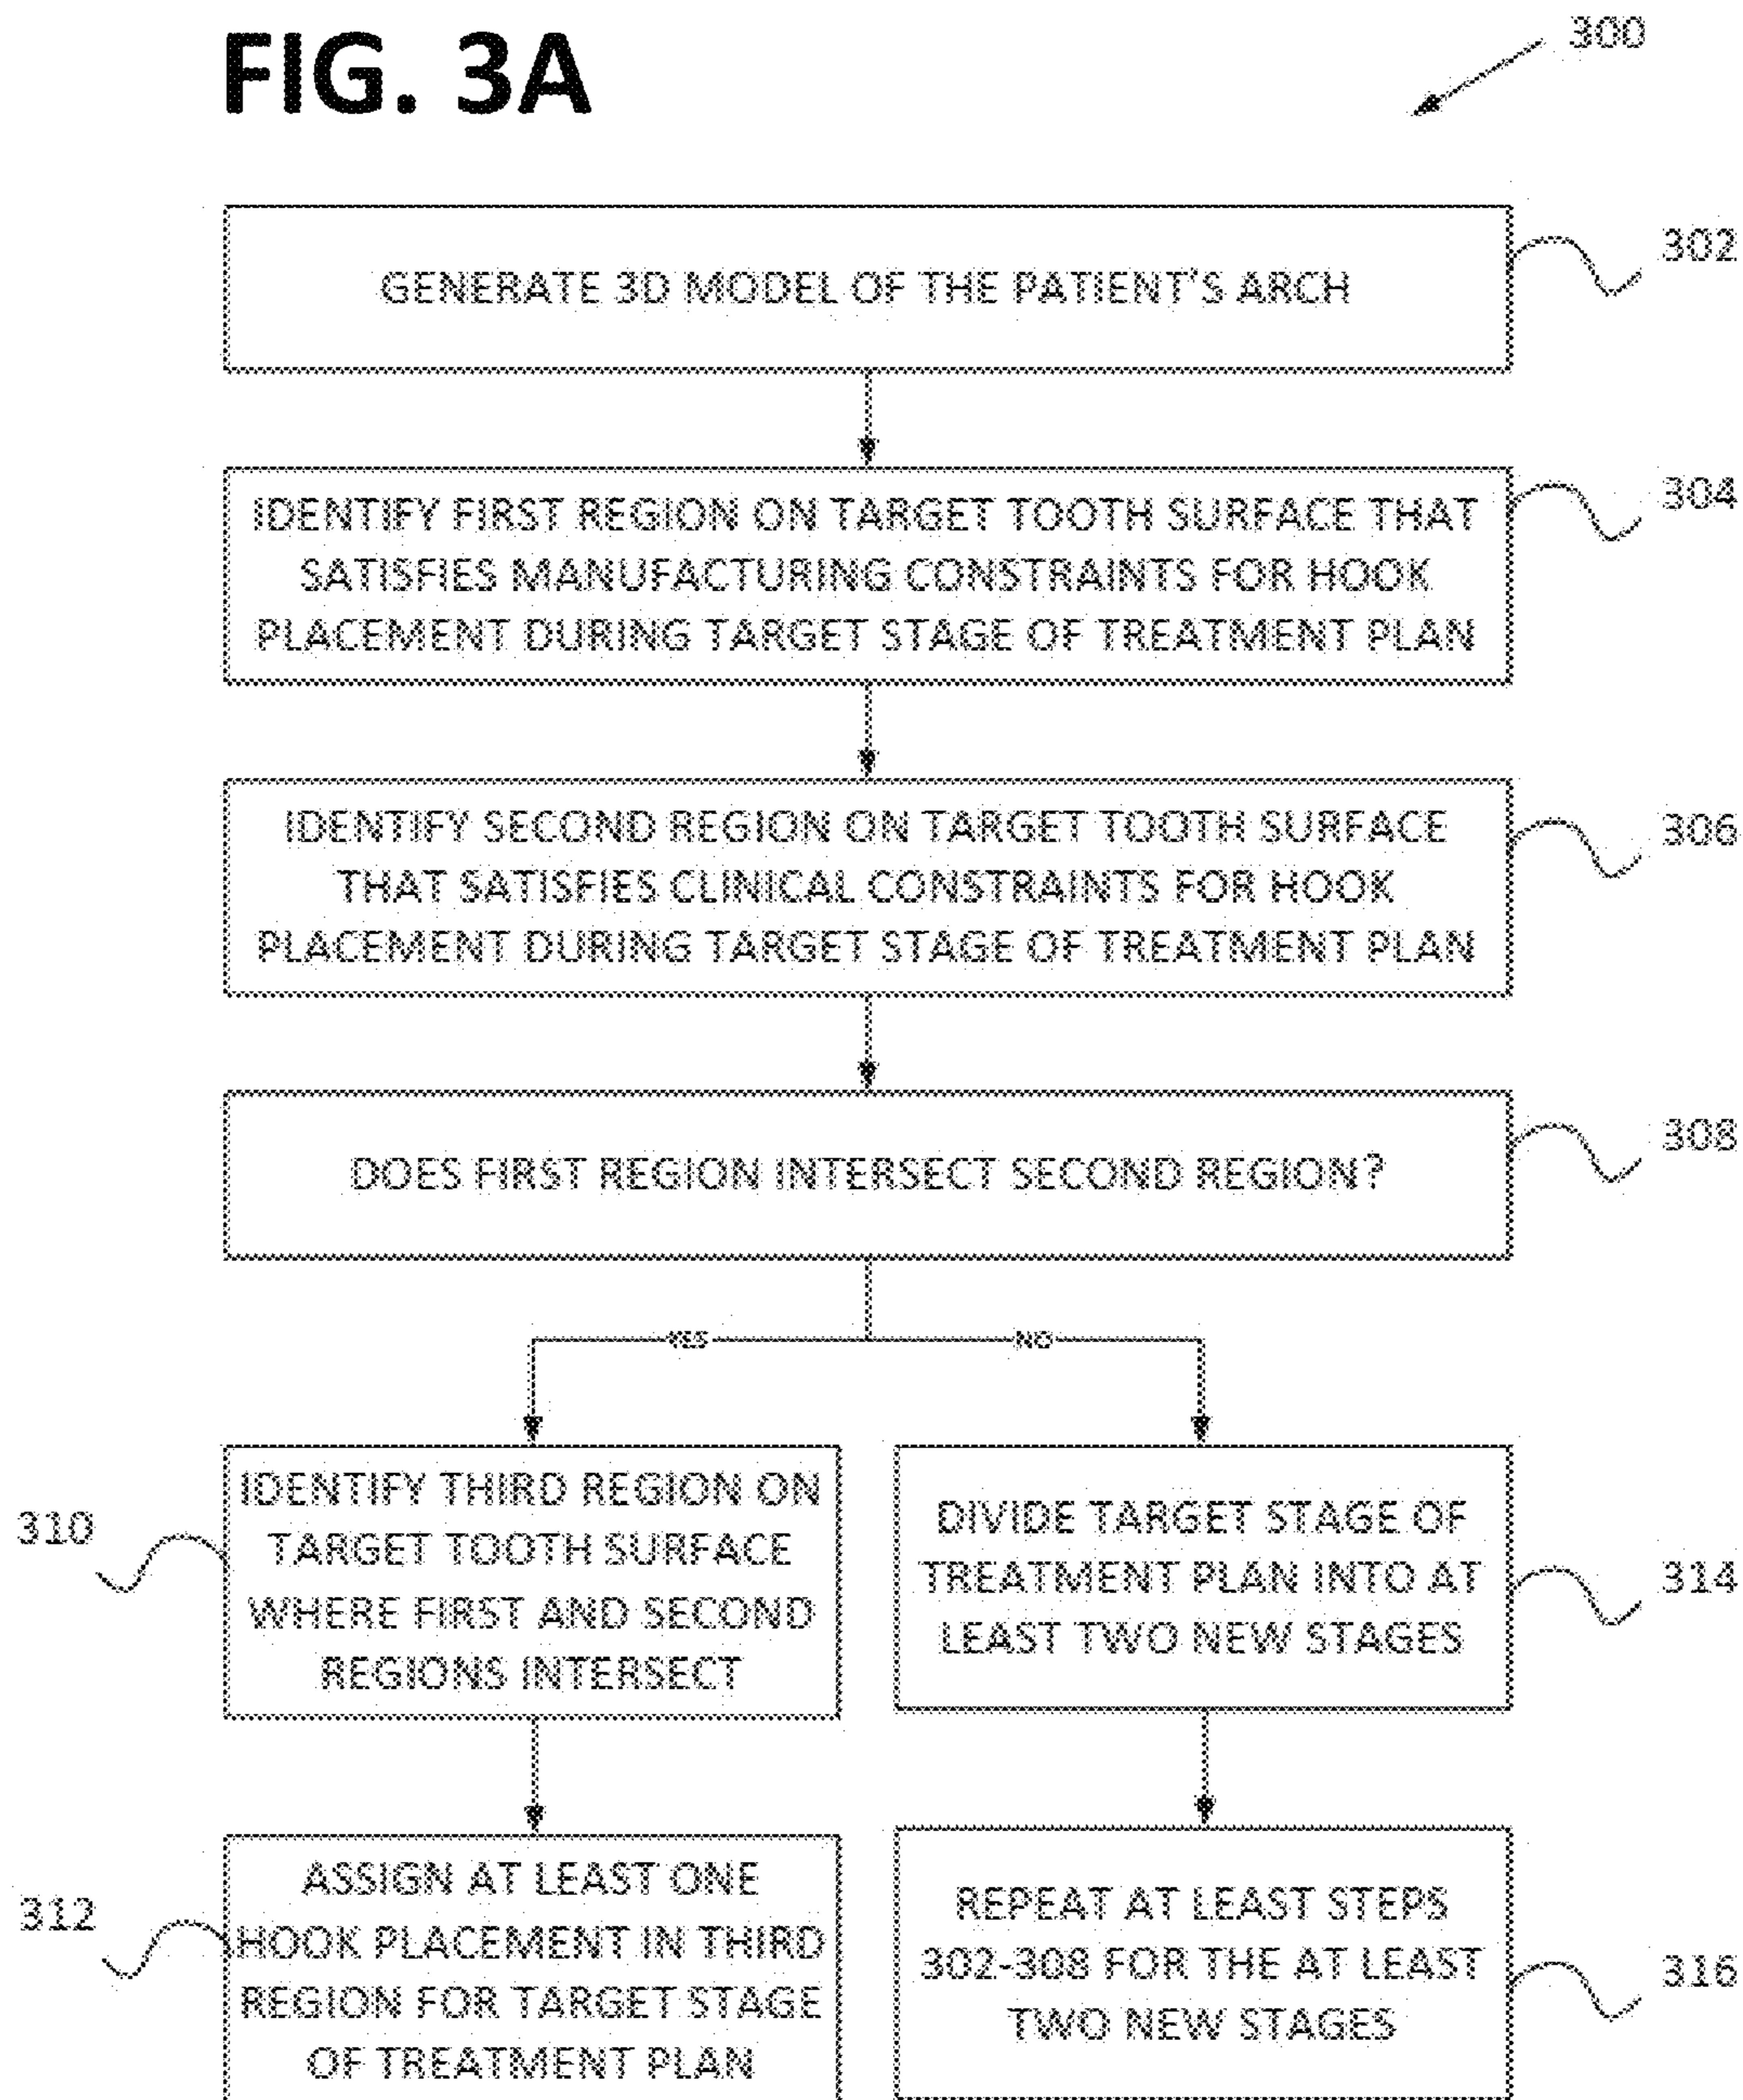 FIG. 3A
300
GENERATE 3D MODEL OF THE PATIENT'S ARCH
302
IDENTIFY FIRST REGION ON TARGET TOOTH SURFACE THAT
SATISFIES MANUFACTURING CONSTRAINTS FOR HOOK
PLACEMENT DURING TARGET STAGE OF TREATMENT PLAN
304
IDENTIFY SECOND REGION ON TARGET TOOTH SURFACE
THAT SATISFIES CLINICAL CONSTRAINTS FOR HOOK
PLACEMENT DURING TARGET STAGE OF TREATMENT PLAN
306
DOES FIRST REGION INTERSECT SECOND REGION?
308
YES
NO
310
IDENTIFY THIRD REGION ON
TARGET TOOTH SURFACE
WHERE FIRST AND SECOND
REGIONS INTERSECT
DIVIDE TARGET STAGE OF
TREATMENT PLAN INTO AT
LEAST TWO NEW STAGES
314
312
ASSIGN AT LEAST ONE
HOOK PLACEMENT IN THIRD
REGION FOR TARGET STAGE
OF TREATMENT PLAN
REPEAT AT LEAST STEPS
302-308 FOR THE AT LEAST
TWO NEW STAGES
316